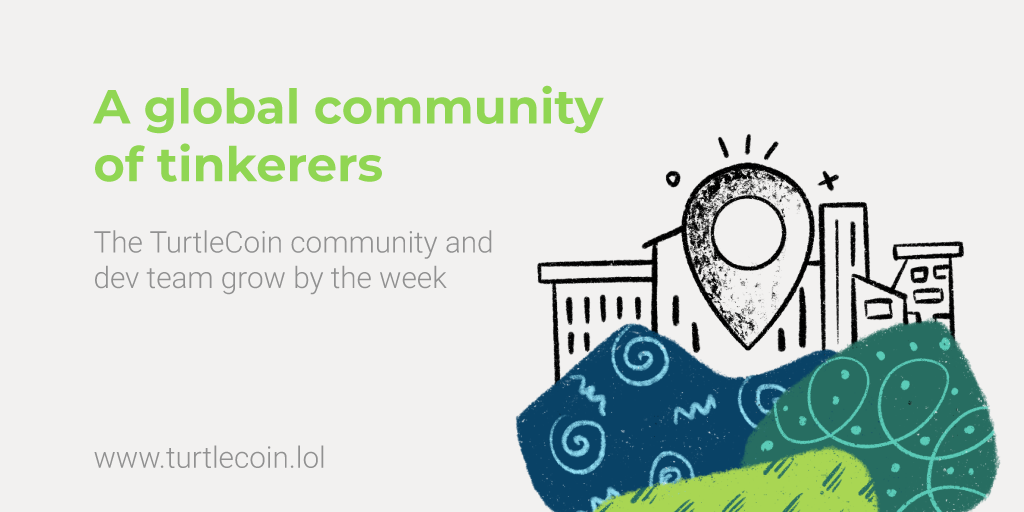 A global community
of tinkerers
The TurtleCoin community and
dev team grow by the week
www.turtlecoin.lol